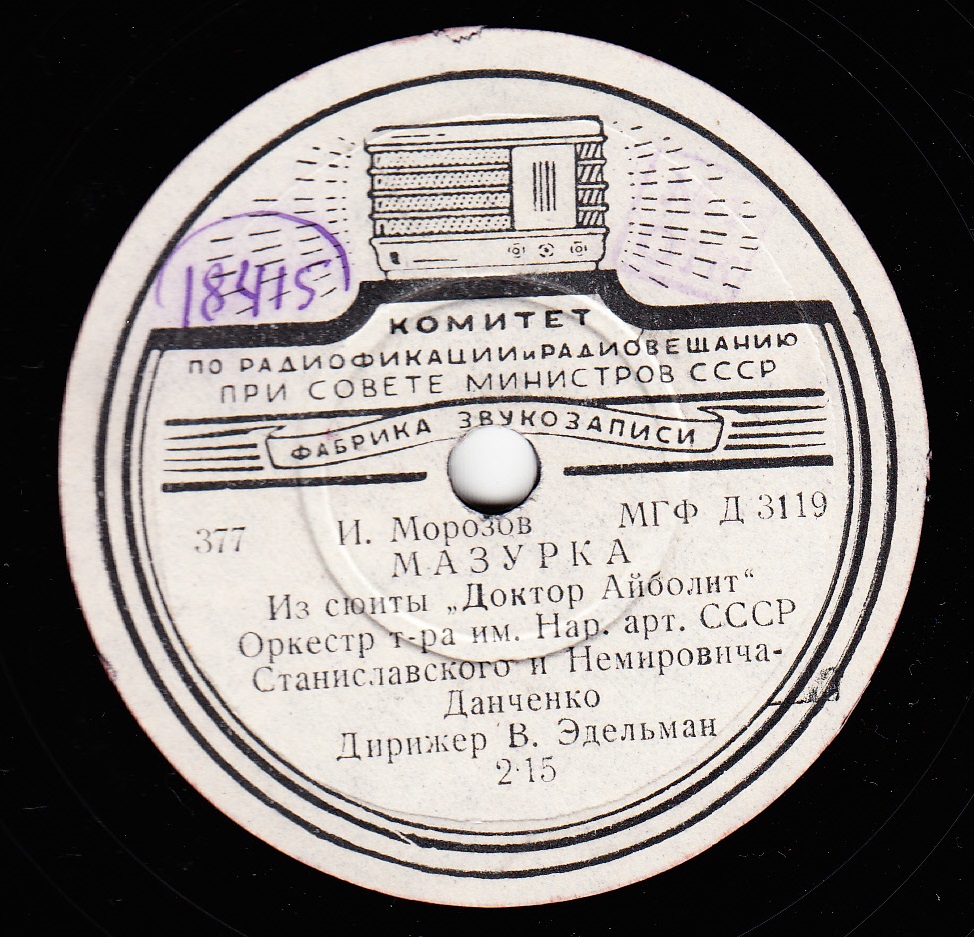 18415
КОМИТЕТ
ПО РАДИОФИКАЦИИ и РАДИОВЕЩАНИЮ
ПРИ СОВЕТЕ МИНИСТРОВ СССР
ФАБРИКА ЗВУКОЗАПИСИ
377 И. Морозов МГФ Д 3119
МАЗУРКА
Из сюиты „Доктор Айболит“
Оркестр т-ра им. Нар. арт. СССР
Станиславского и Немировича-
Данченко
Дирижер В. Эдельман
2·15